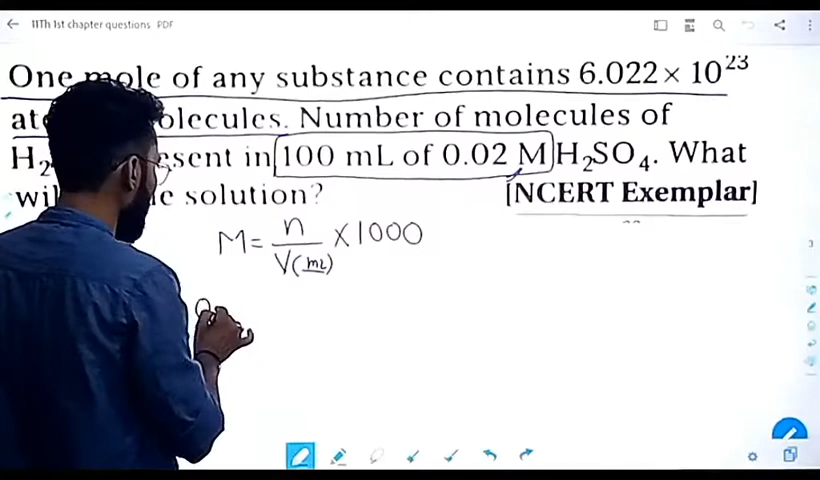 11Th 1st chapter questions PDF
One mole of any substance contains 6.022 × 10²³
olecules. Number of molecules of
H₂ esent in 100 mL of 0.02 M H₂SO₄. What
wi e solution? [NCERT Exemplar]
M = n/V(mL) × 1000
3